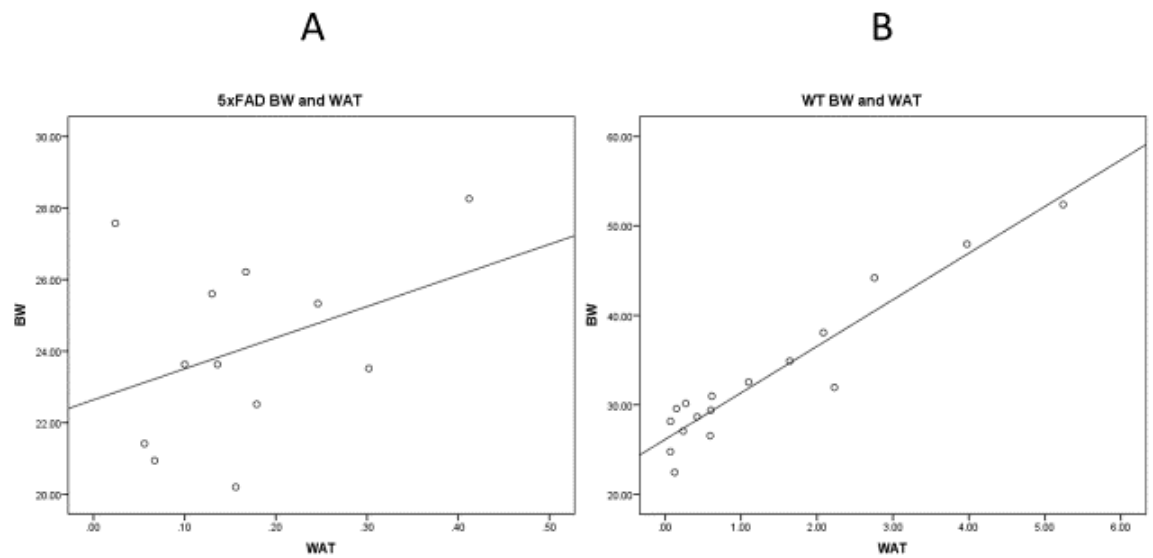 A
B
5xFAD BW and WAT
30.00
28.00
26.00
24.00
22.00
20.00
BW
.00 .10 .20 .30 .40 .50
WAT
WT BW and WAT
60.00
50.00
40.00
30.00
20.00
BW
.00 1.00 2.00 3.00 4.00 5.00 6.00
WAT